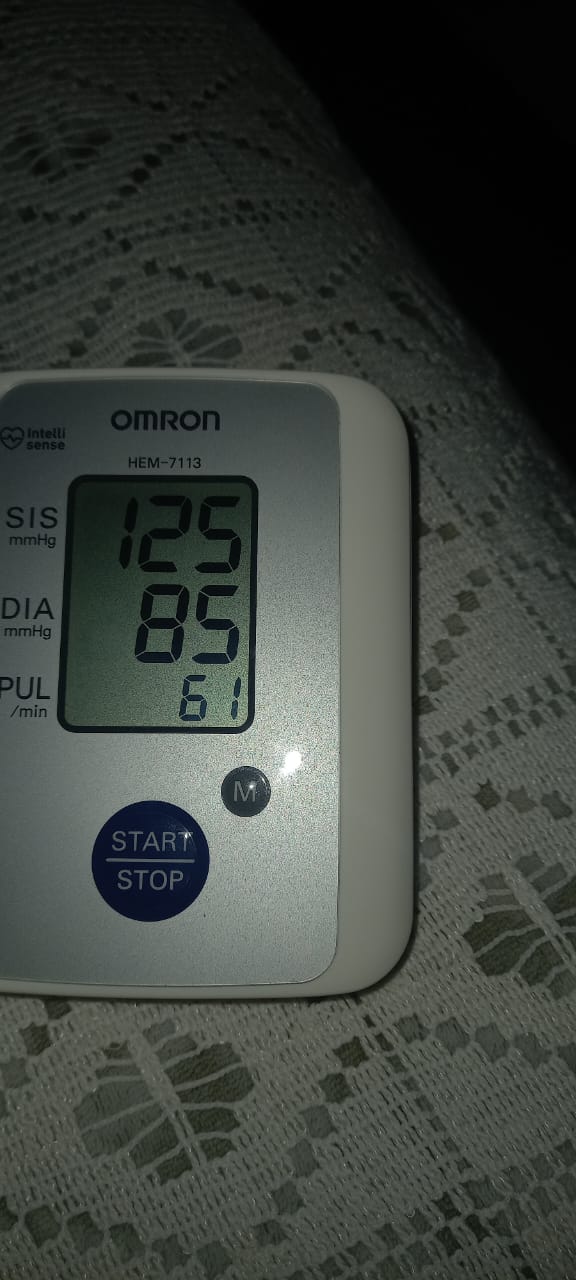 OMRON
Intelli
sense
HEM-7113
SIS
mmHg
125
DIA
mmHg
85
PUL
/min
61
M
START
STOP